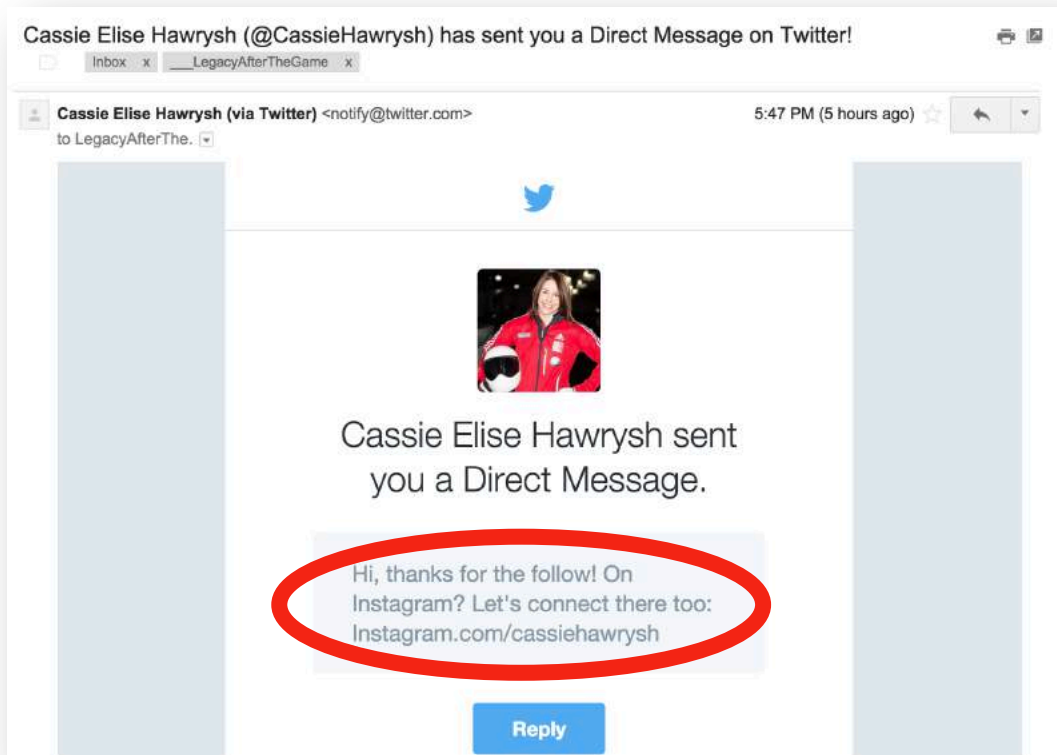 Cassie Elise Hawrysh (@CassieHawrysh) has sent you a Direct Message on Twitter!
Inbox x ___LegacyAfterTheGame x
Cassie Elise Hawrysh (via Twitter) <notify@twitter.com> 5:47 PM (5 hours ago)
to LegacyAfterThe.
Cassie Elise Hawrysh sent
you a Direct Message.
Hi, thanks for the follow! On
Instagram? Let's connect there too:
Instagram.com/cassiehawrysh
Reply